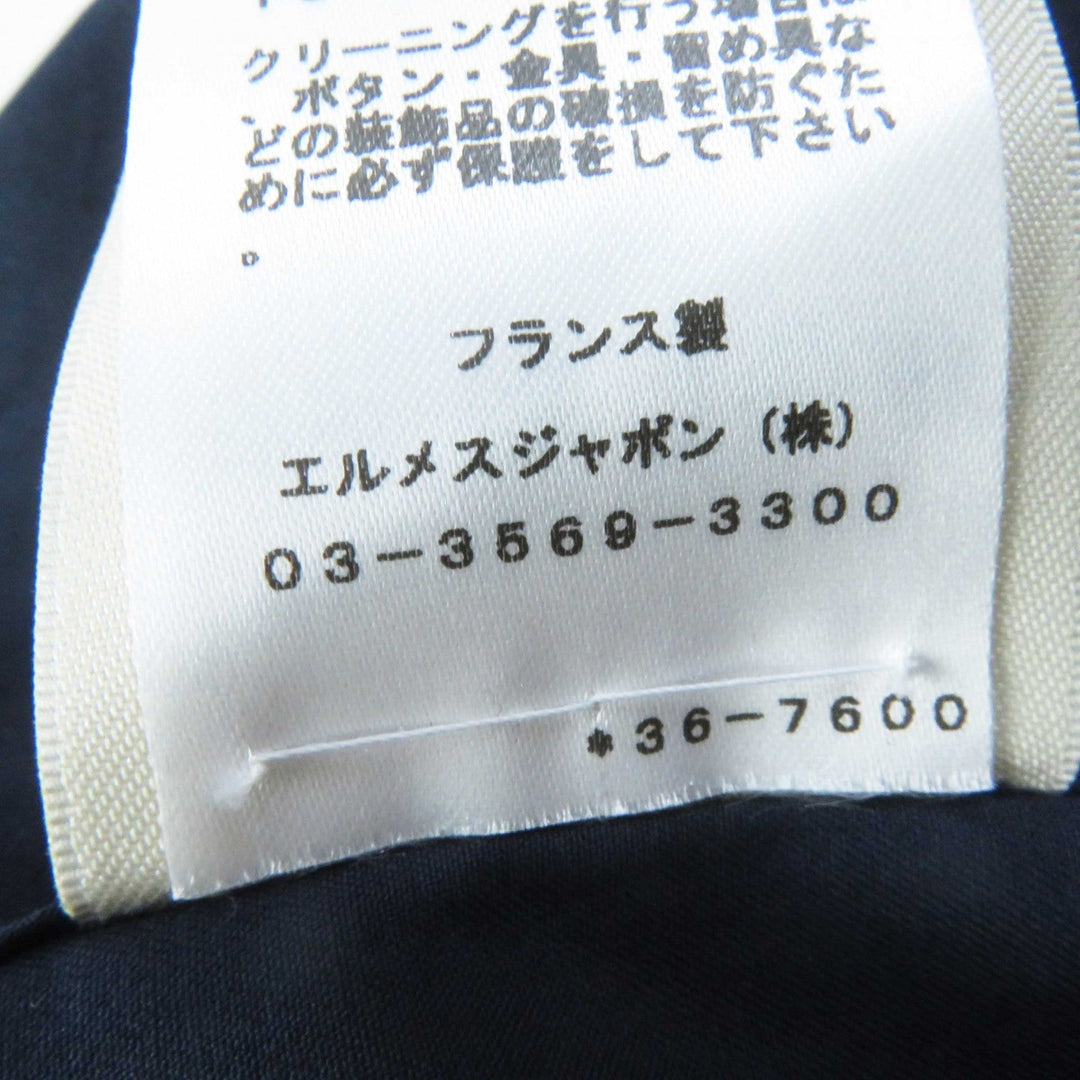 クリーニングを行う場合は
、ボタン・金具・留め具な
どの装飾品の破損を防ぐた
めに必ず保護をして下さい
。
フランス製
エルメスジャポン(株)
03-3569-3300
*36-7600